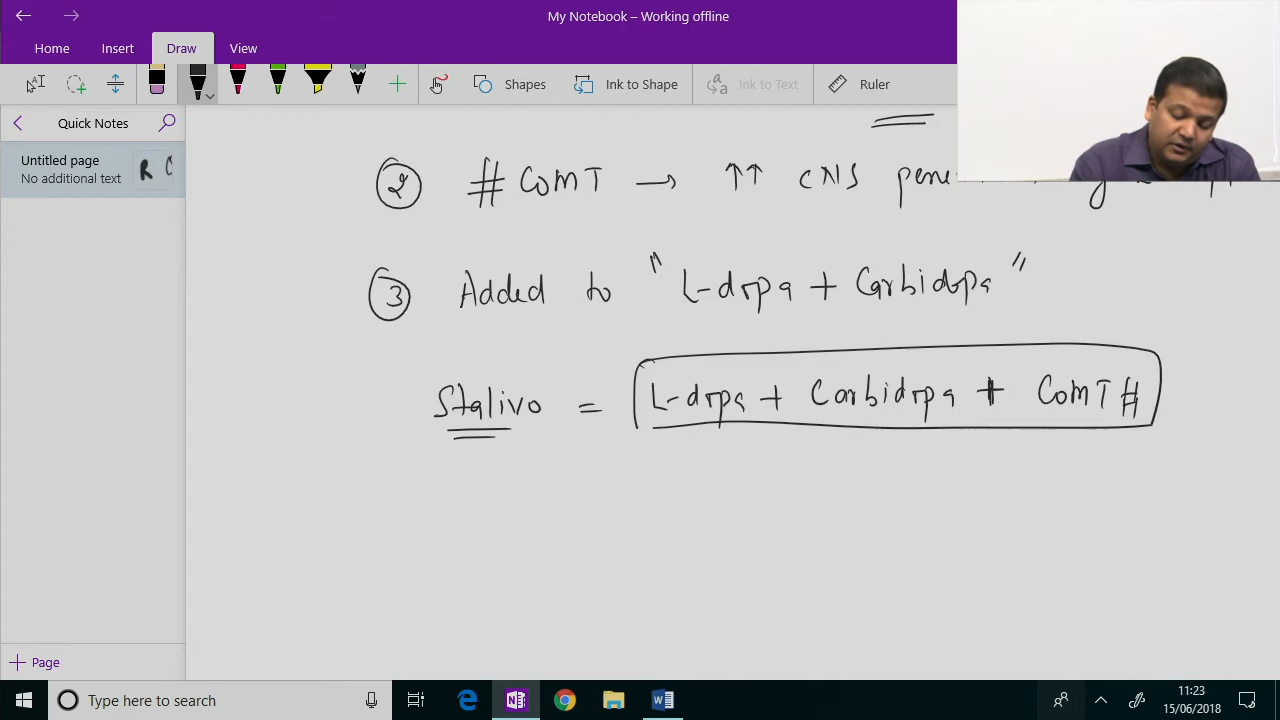 My Notebook – Working offline
Home Insert Draw View
Shapes Ink to Shape Ink to Text Ruler
Quick Notes
Untitled page
No additional text
R
② # COMT → ↑↑ CNS
③ Added to "L-dopa + Carbidopa"
Stalivo = L-dopa + Carbidopa + COMT #
+ Page
Type here to search
11:23
15/06/2018